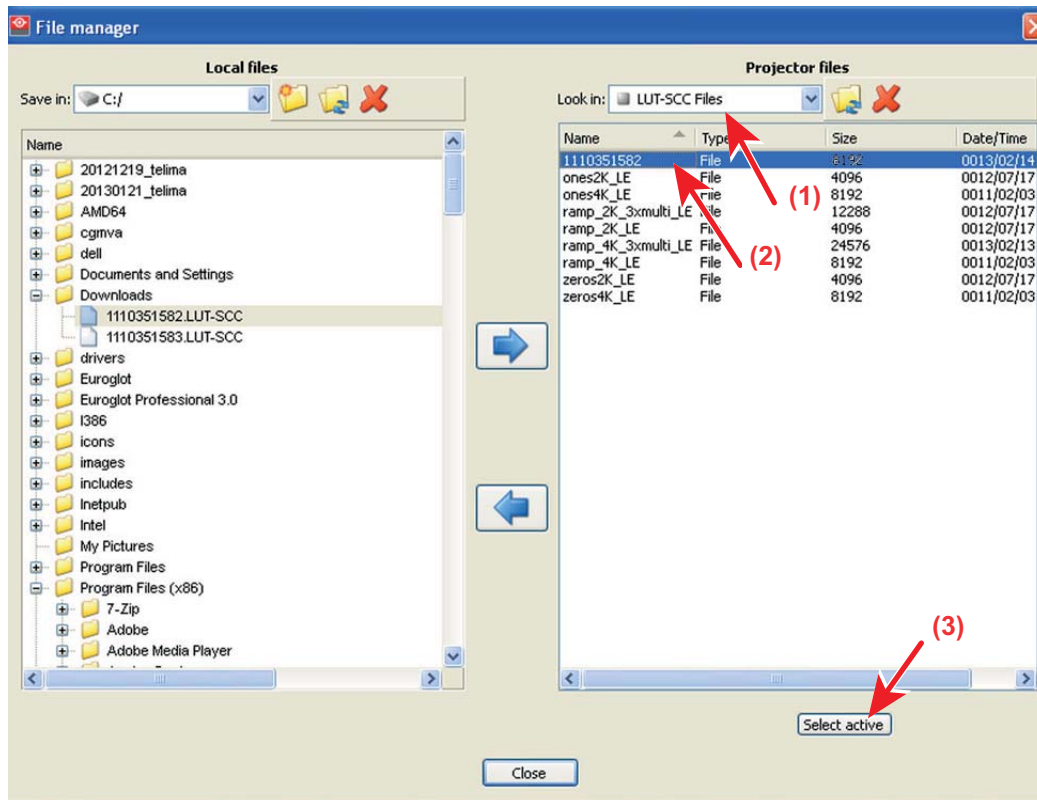 File manager
Local files
Save in: C:/
Name
20121219_telima
20130121_telima
AMD64
cgmva
dell
Documents and Settings
Downloads
1110351582.LUT-SCC
1110351583.LUT-SCC
drivers
Euroglot
Euroglot Professional 3.0
I386
icons
images
includes
Inetpub
Intel
My Pictures
Program Files
Program Files (x86)
7-Zip
Adobe
Adobe Media Player
Projector files
Look in: LUT-SCC Files
Name Type Size Date/Time
1110351582 File 8192 0013/02/14
ones2K_LE File 4096 0012/07/17
ones4K_LE File 8192 0011/02/03
ramp_2K_3xmulti_LE File 12288 0012/07/17
ramp_2K_LE File 4096 0012/07/17
ramp_4K_3xmulti_LE File 24576 0013/02/13
ramp_4K_LE File 8192 0011/02/03
zeros2K_LE File 4096 0012/07/17
zeros4K_LE File 8192 0011/02/03
(1)
(2)
(3)
Select active
Close